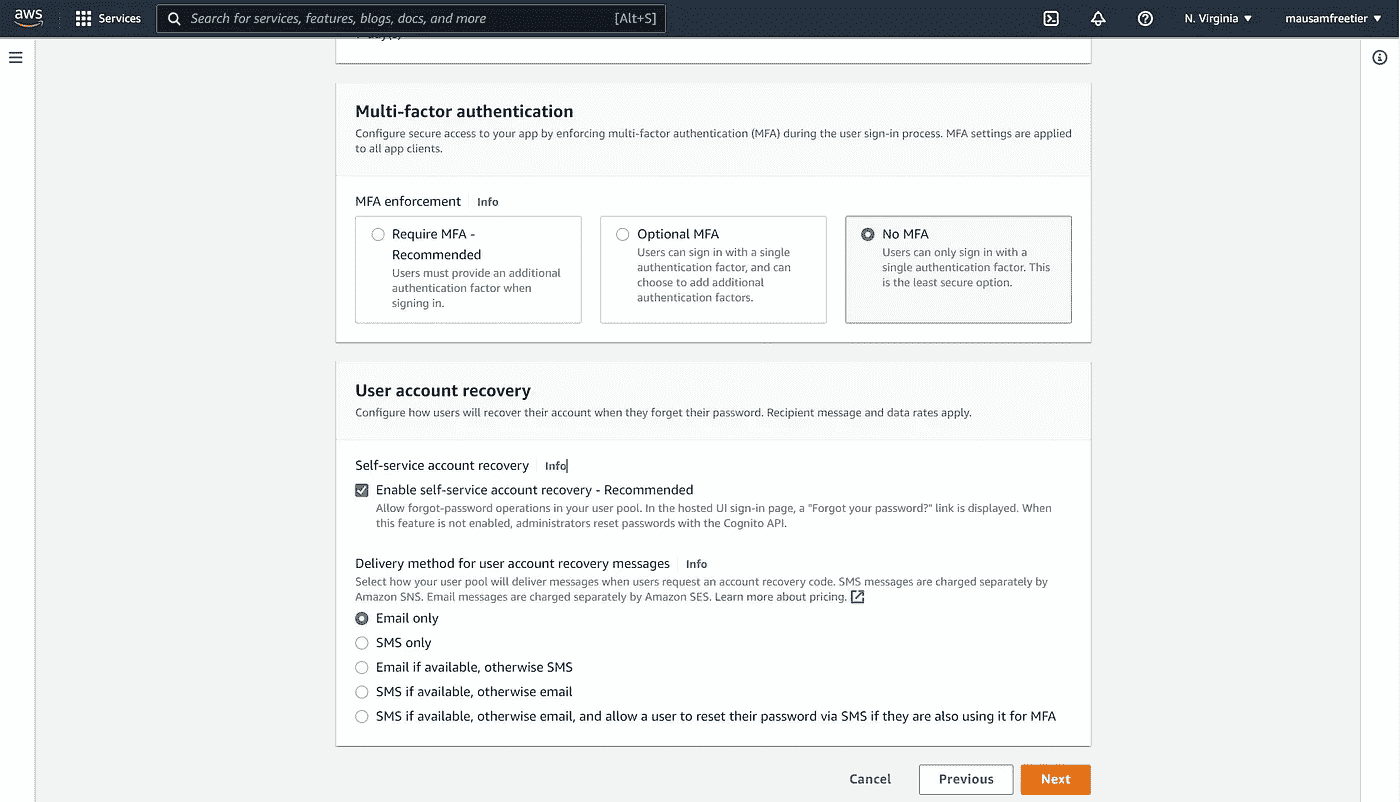 aws
Services
Search for services, features, blogs, docs, and more
[Alt+S]
N. Virginia
mausamfreetier
Multi-factor authentication
Configure secure access to your app by enforcing multi-factor authentication (MFA) during the user sign-in process. MFA settings are applied
to all app clients.
MFA enforcement Info
Require MFA -
Recommended
Users must provide an additional
authentication factor when
signing in.
Optional MFA
Users can sign in with a single
authentication factor, and can
choose to add additional
authentication factors.
No MFA
Users can only sign in with a
single authentication factor. This
is the least secure option.
User account recovery
Configure how users will recover their account when they forget their password. Recipient message and data rates apply.
Self-service account recovery Info
Enable self-service account recovery - Recommended
Allow forgot-password operations in your user pool. In the hosted UI sign-in page, a "Forgot your password?" link is displayed. When
this feature is not enabled, administrators reset passwords with the Cognito API.
Delivery method for user account recovery messages Info
Select how your user pool will deliver messages when users request an account recovery code. SMS messages are charged separately by
Amazon SNS. Email messages are charged separately by Amazon SES. Learn more about pricing.
Email only
SMS only
Email if available, otherwise SMS
SMS if available, otherwise email
SMS if available, otherwise email, and allow a user to reset their password via SMS if they are also using it for MFA
Cancel
Previous
Next